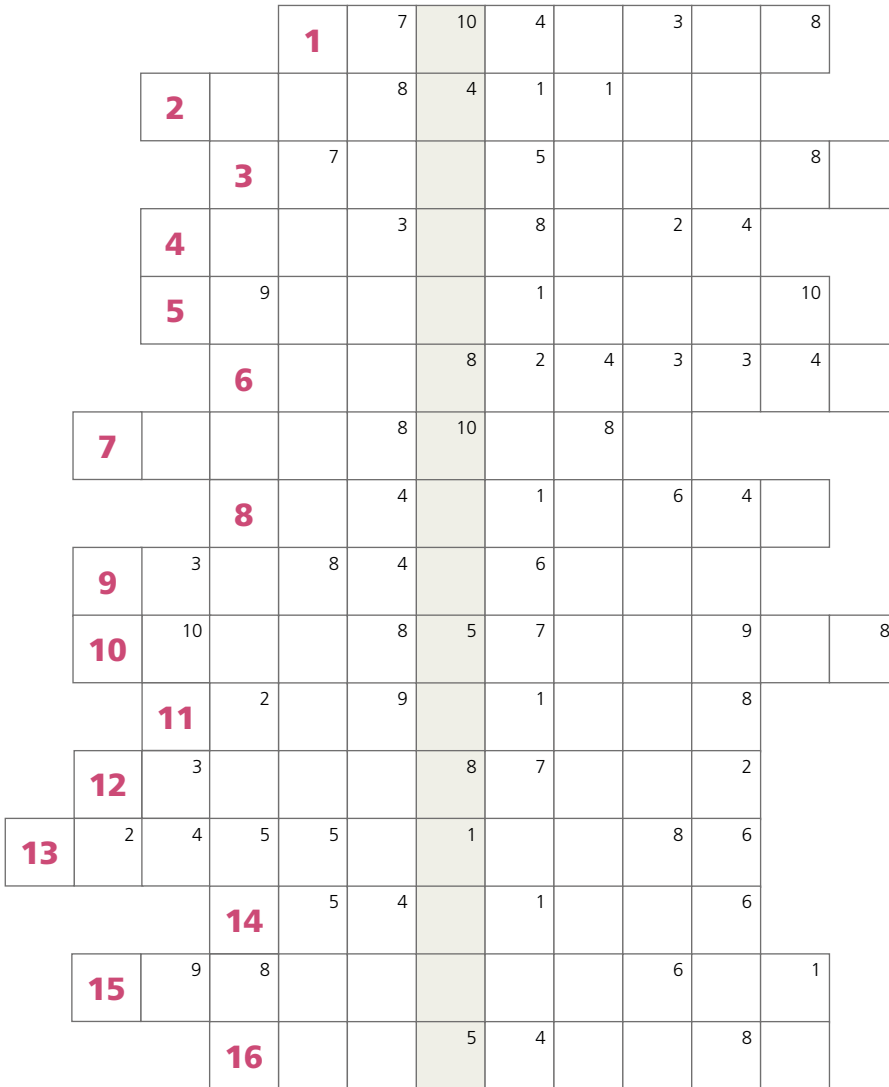 1 7 10 4 3 8
2 8 4 1 1
3 7 5 8
4 3 8 2 4
5 9 1 10
6 8 2 4 3 3 4
7 8 10 8
8 4 1 6 4
9 3 8 4 6
10 10 8 5 7 9 8
11 2 9 1 8
12 3 8 7 2
13 2 4 5 5 1 8 6
14 5 4 1 6
15 9 8 6 1
16 5 4 8